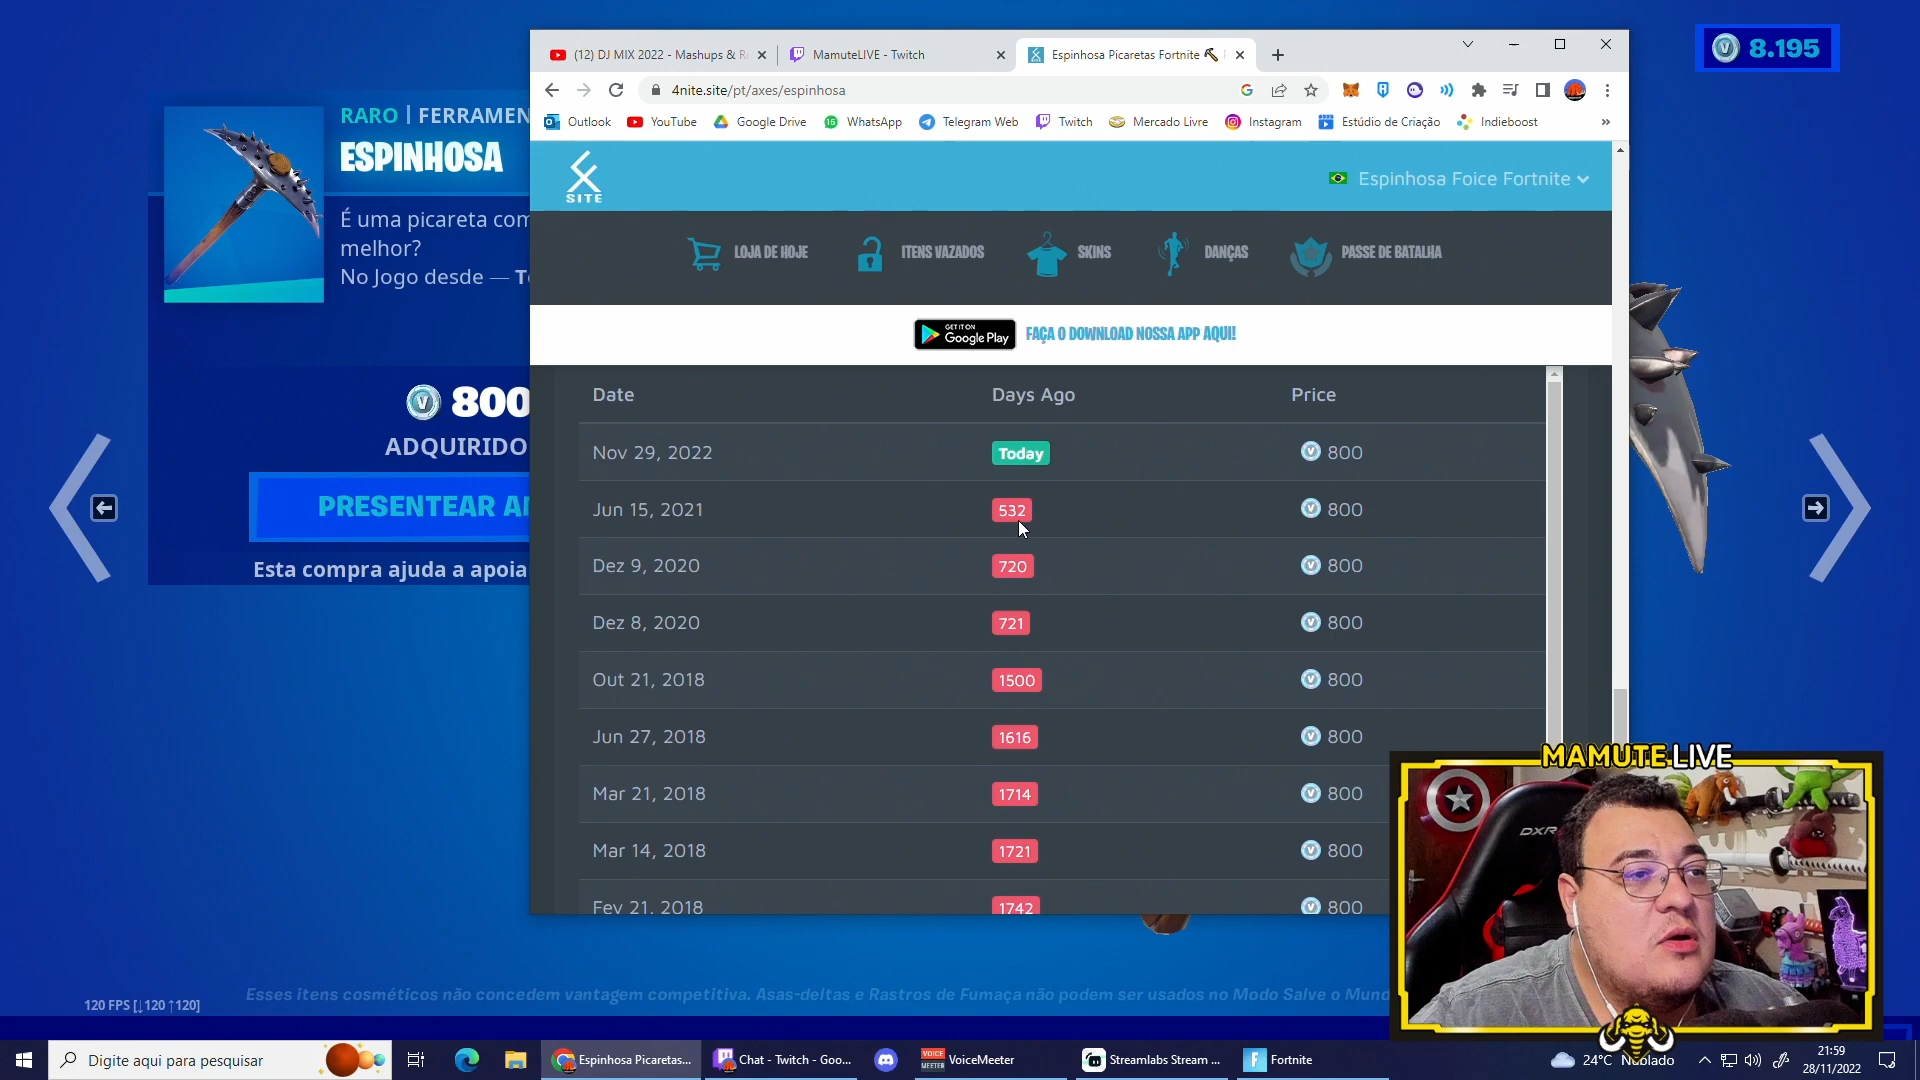 (12) DJ MIX 2022 - Mashups & R
MamuteLIVE - Twitch
Espinhosa Picaretas Fortnite
8.195
4nite.site/pt/axes/espinhosa
Outlook
YouTube
Google Drive
WhatsApp
Telegram Web
Twitch
Mercado Livre
Instagram
Estúdio de Criação
Indieboost
»
RARO | FERRAMEN
ESPINHOSA
É uma picareta com
melhor?
No Jogo desde — T
800
ADQUIRIDO
PRESENTEAR A
Esta compra ajuda a apoia
SITE
Espinhosa Foice Fortnite
LOJA DE HOJE
ITENS VAZADOS
SKINS
DANÇAS
PASSE DE BATALHA
GET IT ON
Google Play
FAÇA O DOWNLOAD NOSSA APP AQUI!
Date Days Ago Price
Nov 29, 2022 Today 800
Jun 15, 2021 532 800
Dez 9, 2020 720 800
Dez 8, 2020 721 800
Out 21, 2018 1500 800
Jun 27, 2018 1616 800
Mar 21, 2018 1714 800
Mar 14, 2018 1721 800
Fev 21, 2018 1742 800
MAMUTE LIVE
DXR
120 FPS [↓120 ↑120]
Esses itens cosméticos não concedem vantagem competitiva. Asas-deltas e Rastros de Fumaça não podem ser usados no Modo Salve o Mund
Digite aqui para pesquisar
Espinhosa Picaretas...
Chat - Twitch - Goo...
VOICE MEETER
VoiceMeeter
Streamlabs Stream ...
Fortnite
24°C Nublado
21:59
28/11/2022